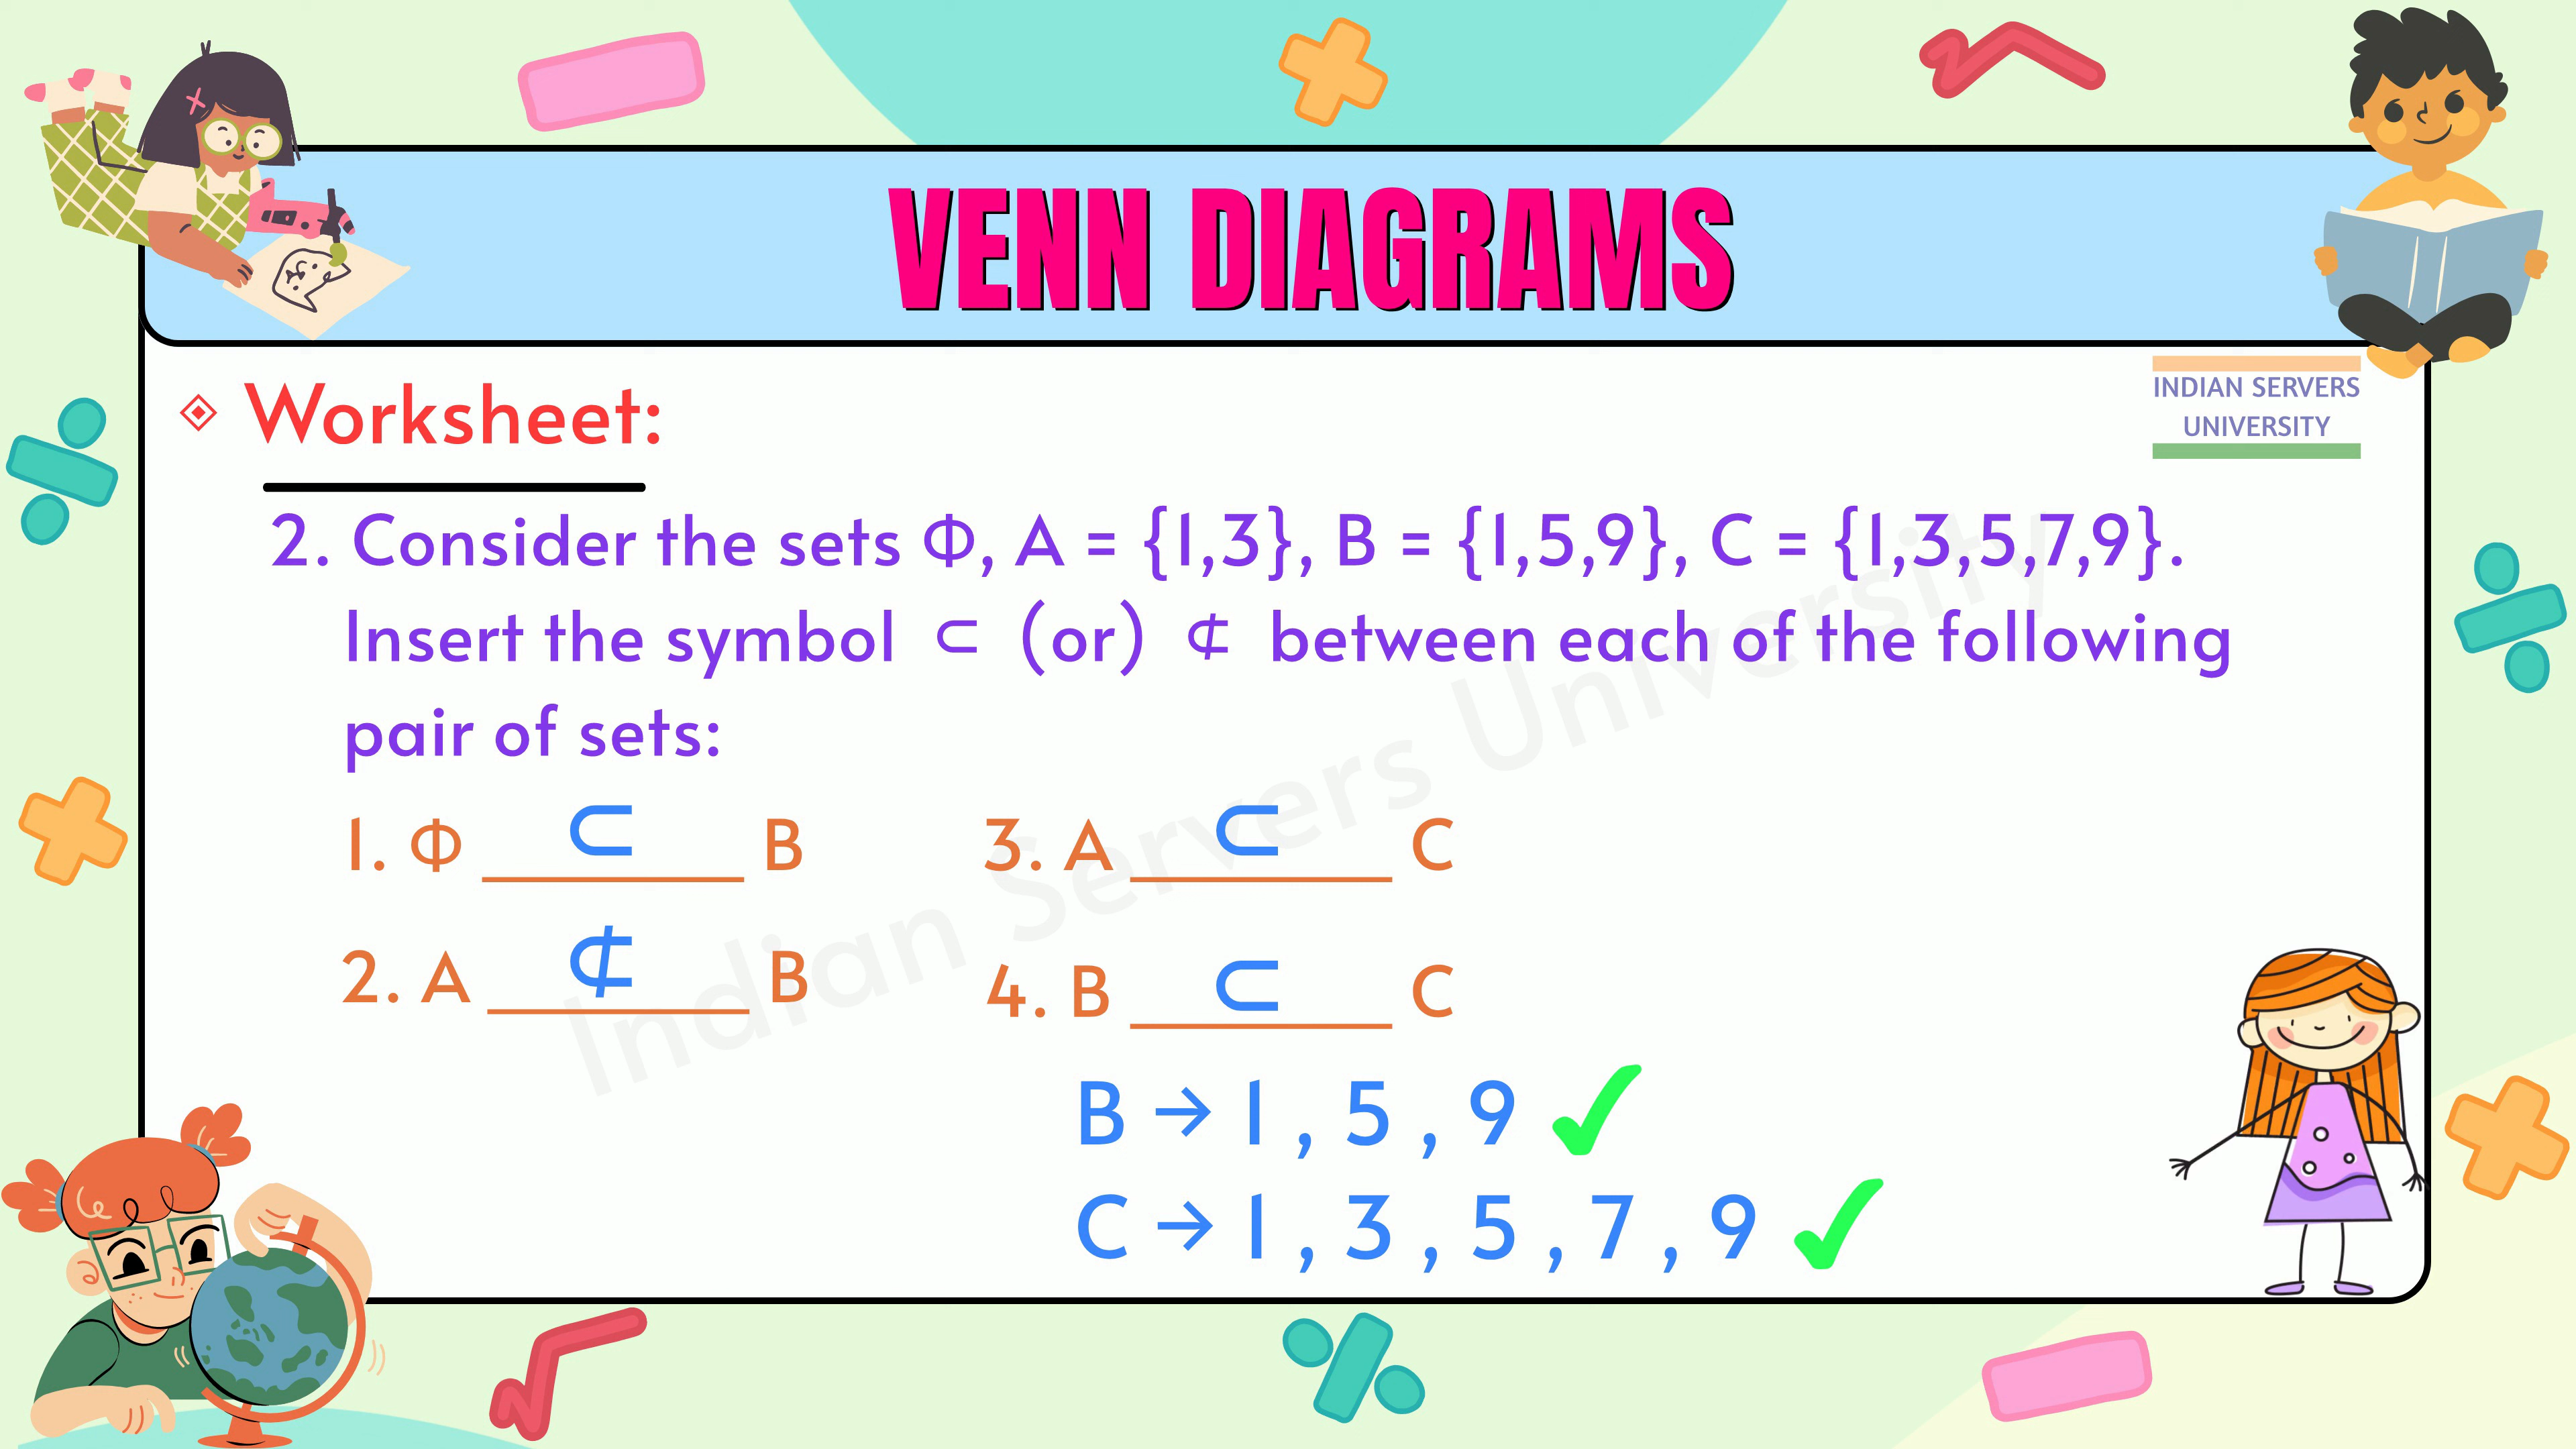 VENN DIAGRAMS
INDIAN SERVERS
UNIVERSITY
Worksheet:
2. Consider the sets Φ, A = {1,3}, B = {1,5,9}, C = {1,3,5,7,9}.
Insert the symbol ⊂ (or) ⊄ between each of the following
pair of sets:
1. Φ ⊂ B
2. A ⊄ B
3. A ⊂ C
4. B ⊂ C
B → 1 , 5 , 9 ✓
C → 1 , 3 , 5 , 7 , 9 ✓
Indian Servers University